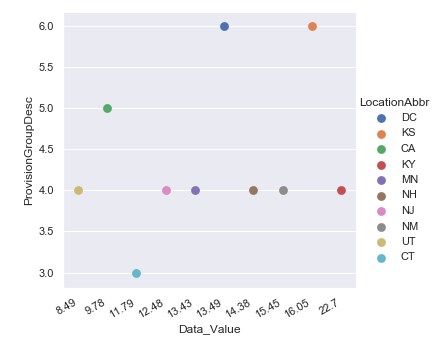 6.0
5.5
5.0
4.5
4.0
3.5
3.0
ProvisionGroupDesc
8.49
9.78
11.79
12.48
13.43
13.49
14.38
15.45
16.05
22.7
Data_Value
LocationAbbr
DC
KS
CA
KY
MN
NH
NJ
NM
UT
CT